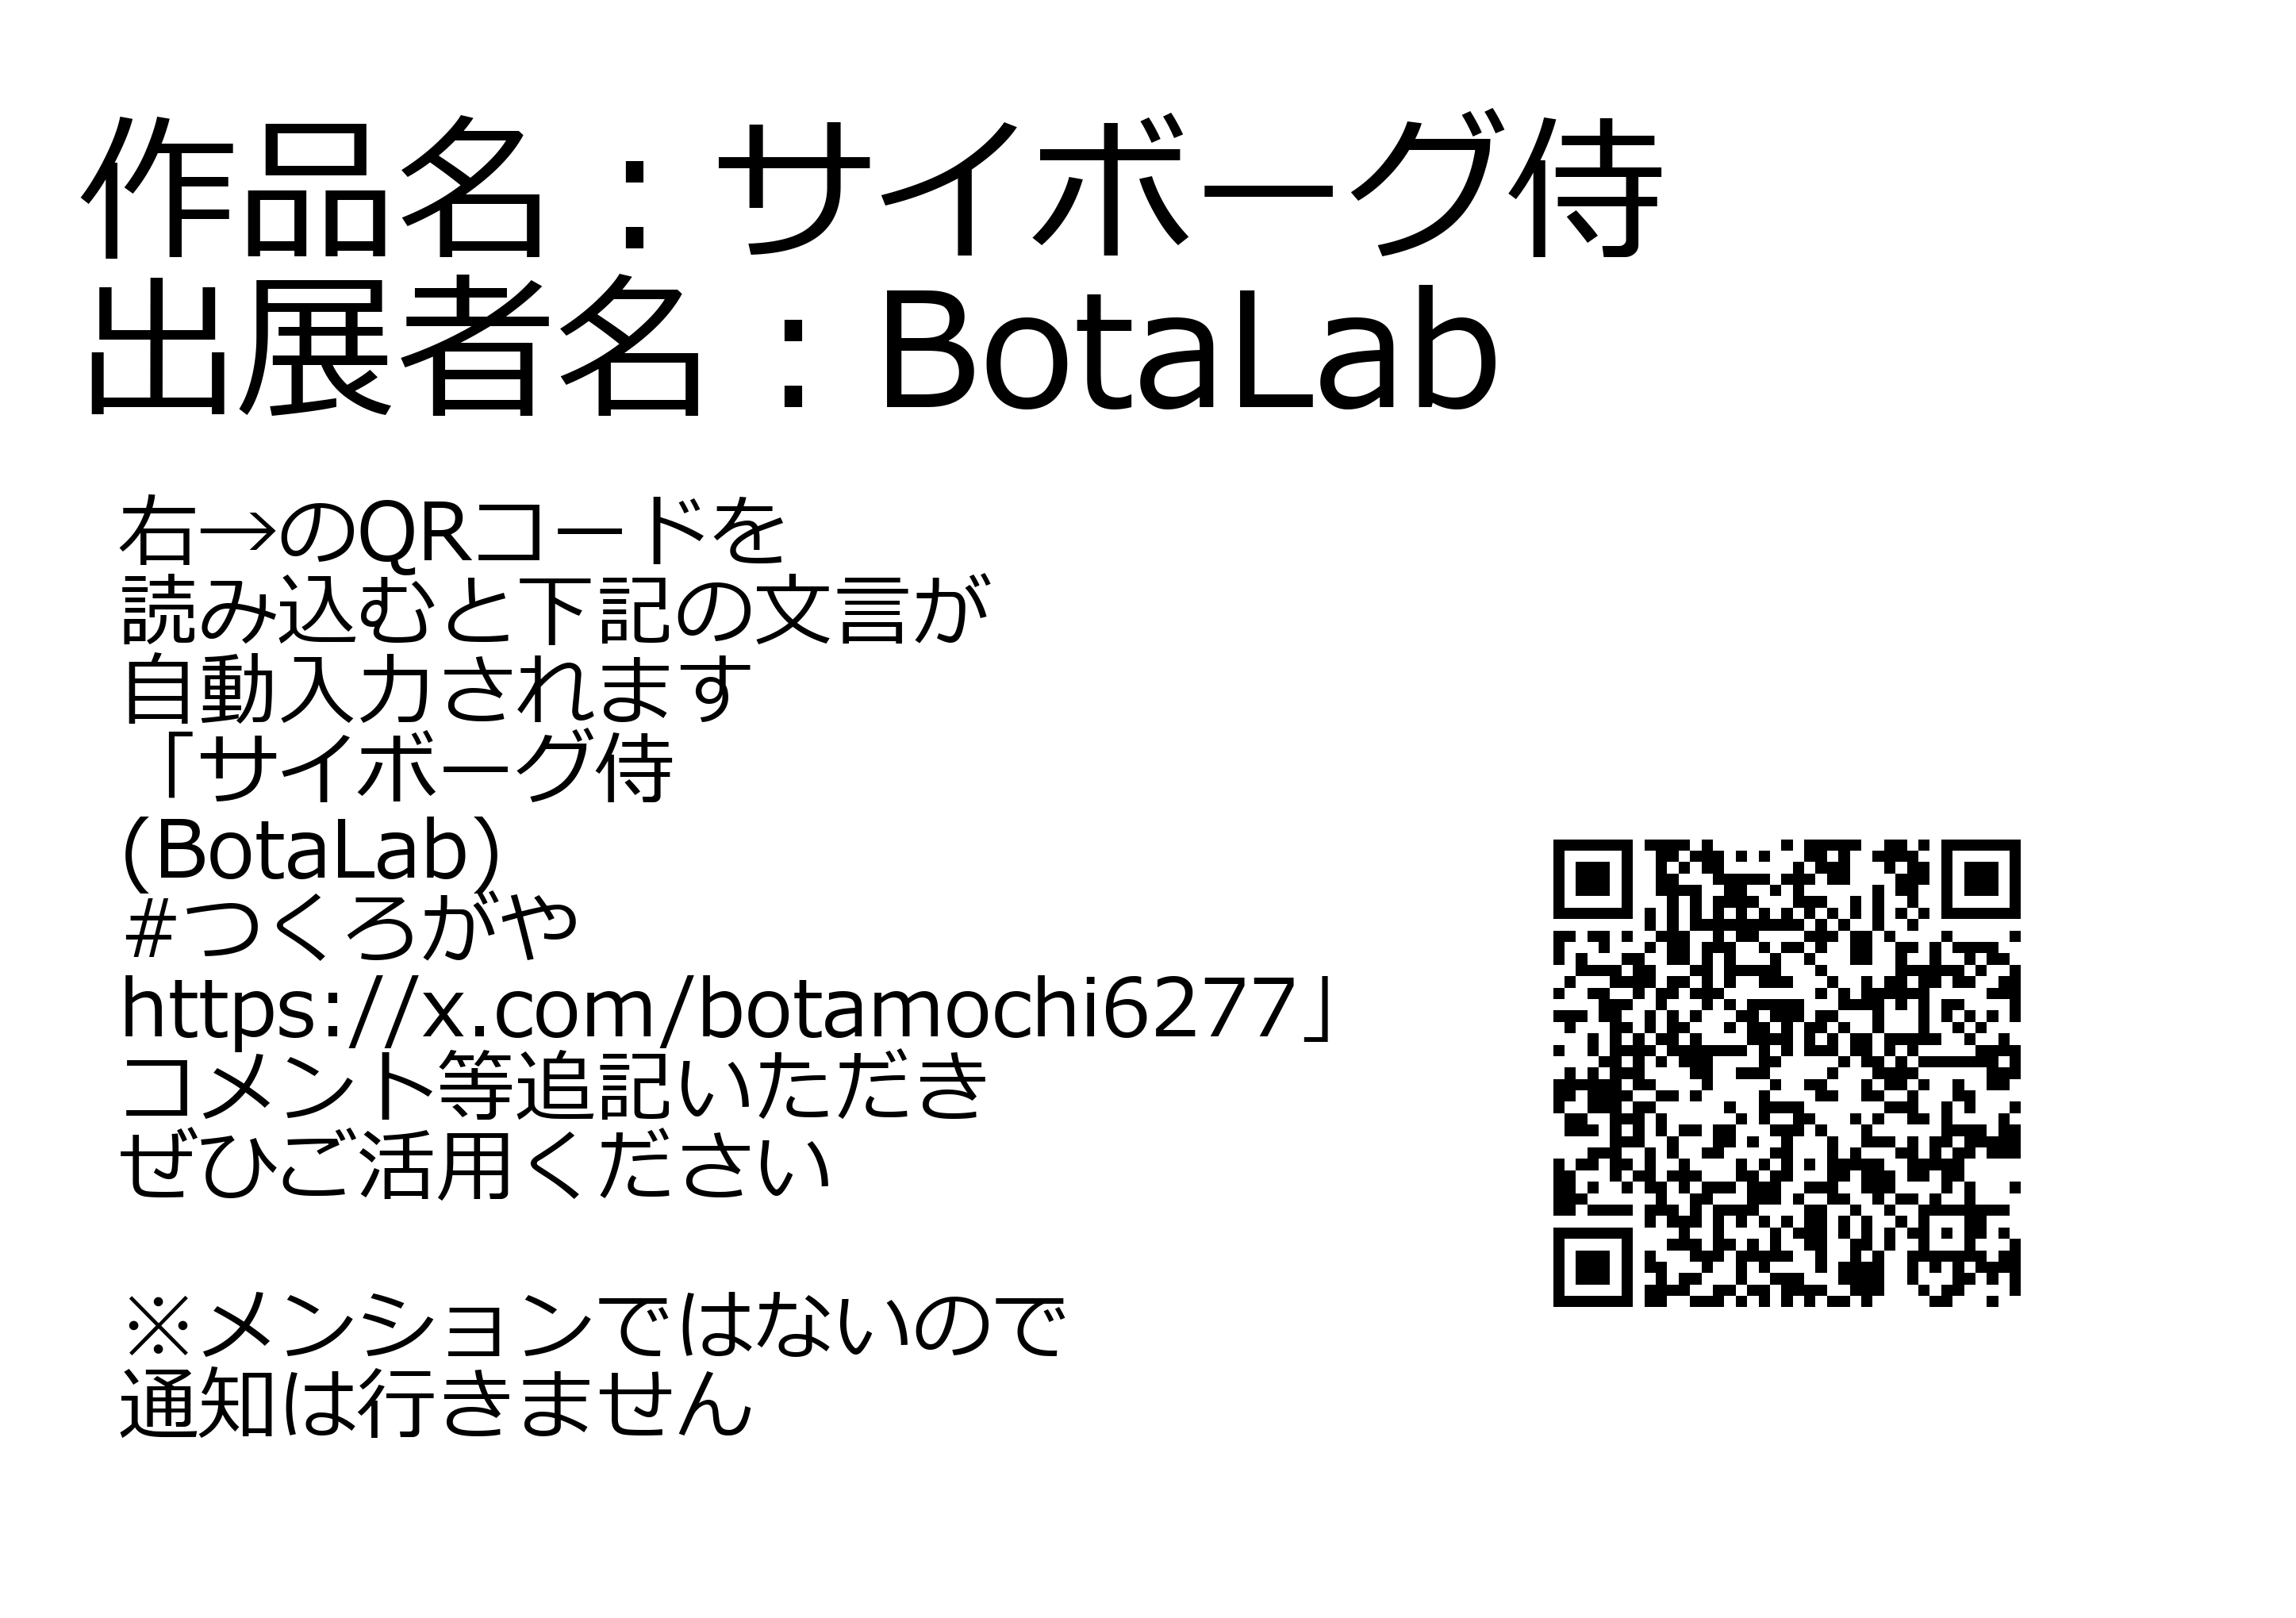 作品名：サイボーグ侍
出展者名：BotaLab
右→のQRコードを
読み込むと下記の文言が
自動入力されます
「サイボーグ侍
(BotaLab)
#つくろがや
https://x.com/botamochi6277」
コメント等追記いただき
ぜひご活用ください
※メンションではないので
通知は行きません